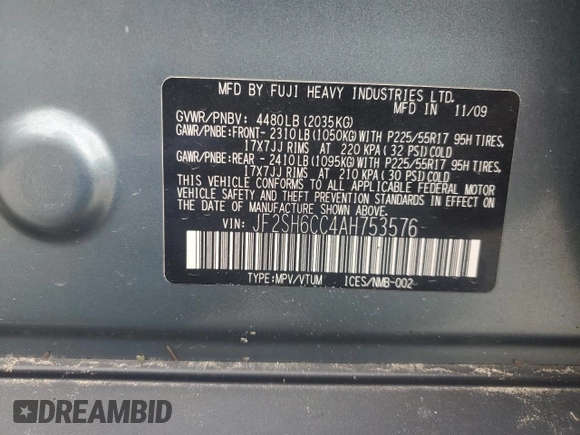 MFD BY FUJI HEAVY INDUSTRIES LTD.
MFD IN 11/09
GVWR/PNBV: 4480LB (2035KG)
GAWR/PNBE:FRONT- 2310LB(1050KG)WITH P225/55R17 95H TIRES,
17X7JJ RIMS AT 220 KPA ( 32 PSI)COLD
GAWR/PNBE:REAR - 2410LB(1095KG)WITH P225/55R17 95H TIRES,
17X7JJ RIMS AT 210 KPA ( 30 PSI)COLD
THIS VEHICLE CONFORMS TO ALL APPLICABLE FEDERAL MOTOR
VEHICLE SAFETY AND BUMPER STANDARDS IN EFFECT ON
THE DATE OF MANUFACTURE SHOWN ABOVE.
VIN: JF2SH6CC4AH753576
TYPE:MPV/VTUM ICES/NMB-002
DREAMBID